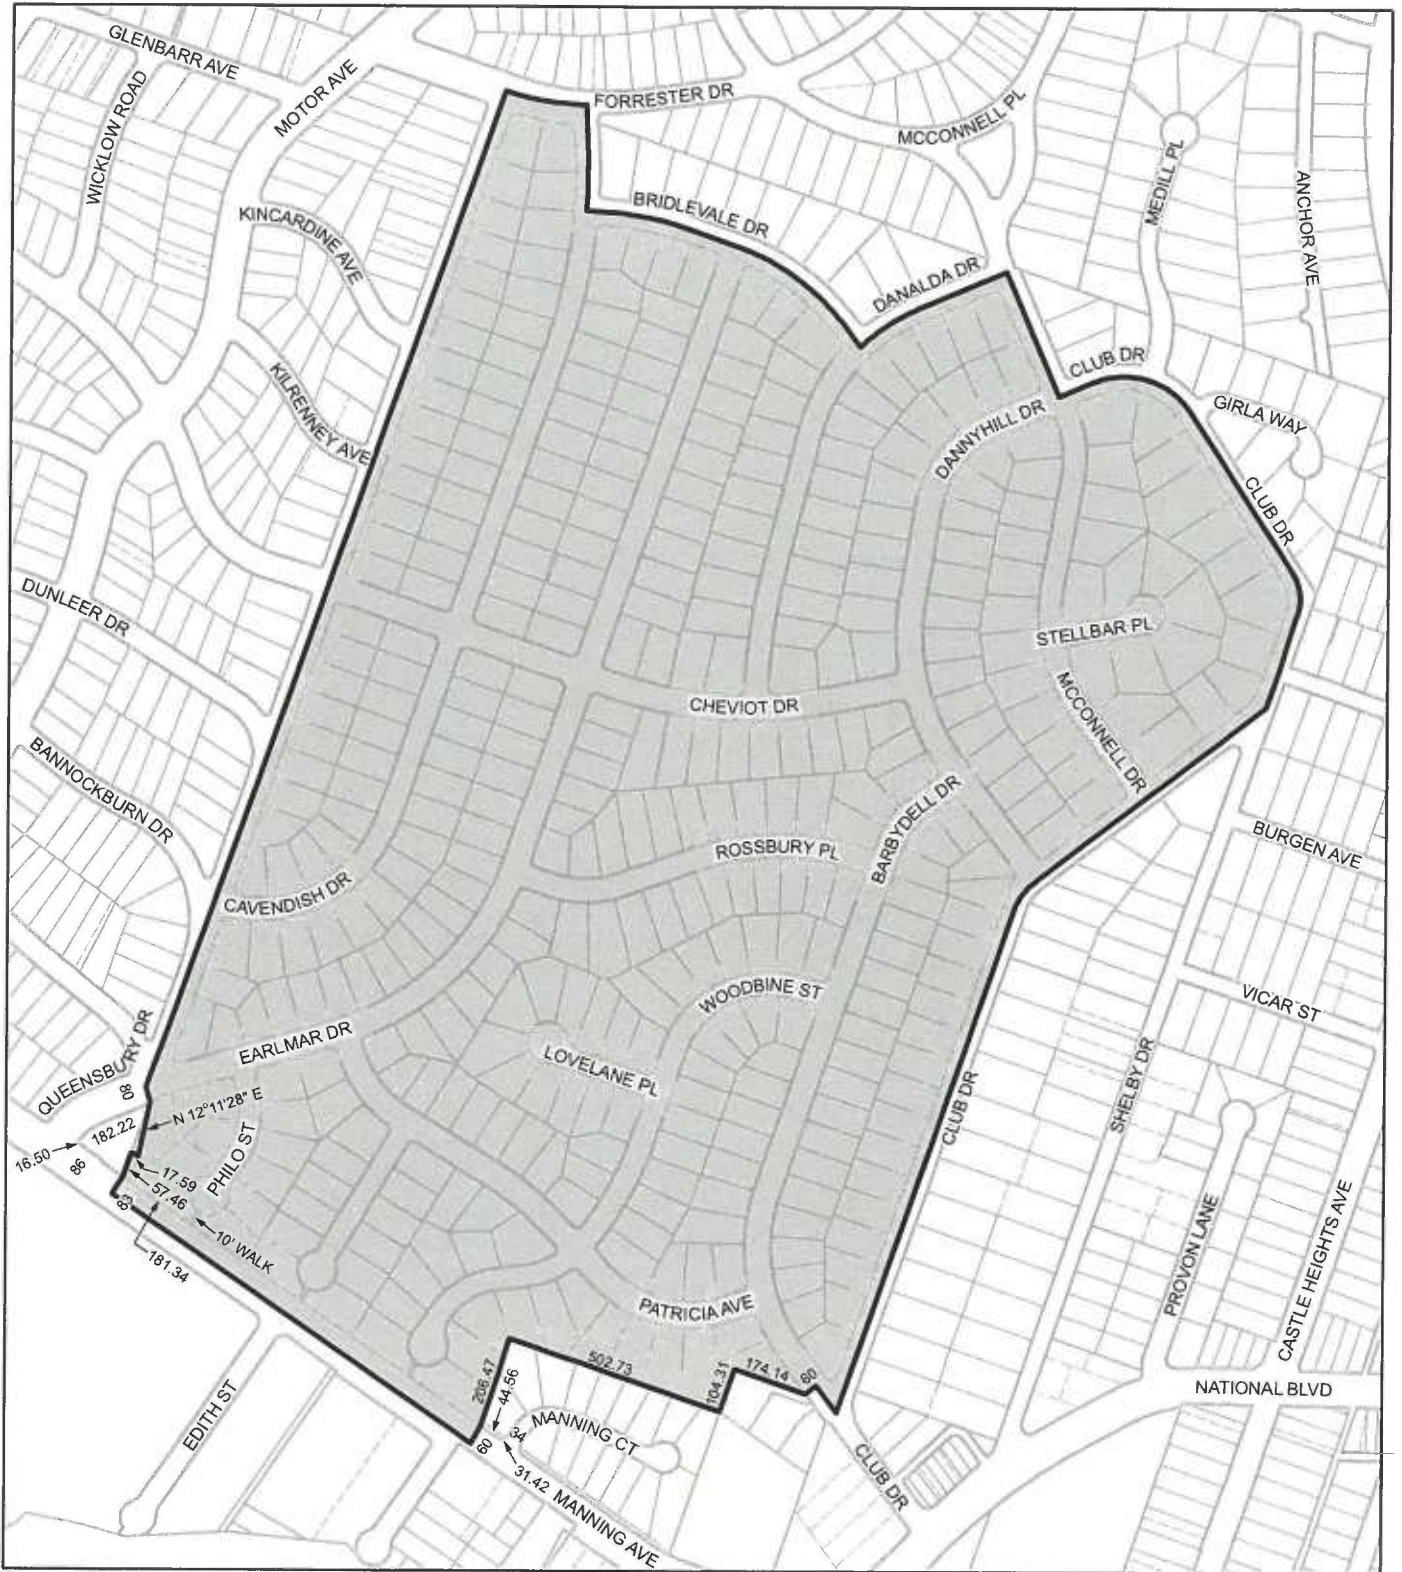 GLENBARR AVE
WICKLOW ROAD
MOTOR AVE
FORRESTER DR
MCCONNELL PL
MEDILL PL
ANCHOR AVE
KINCARDINE AVE
BRIDLEVALE DR
DANALDA DR
CLUB DR
GIRLA WAY
KILRENNEY AVE
DANNYHILL DR
CLUB DR
DUNLEER DR
STELLBAR PL
CHEVIOT DR
MCCONNELL DR
BANNOCKBURN DR
BARBYDELL DR
ROSSBURY PL
BURGEN AVE
CAVENDISH DR
WOODBINE ST
VICAR ST
EARLMAR DR
LOVELANE PL
QUEENSBURY DR
80
N 12°11'28" E
182.22
16.50
86
PHILO ST
17.59
57.46
83
10' WALK
181.34
CLUB DR
SHELBY DR
PROVON LANE
CASTLE HEIGHTS AVE
PATRICIA AVE
502.73
174.14
60
104.31
208.47
44.56
NATIONAL BLVD
EDITH ST
MANNING CT
34
60
31.42
MANNING AVE
CLUB DR